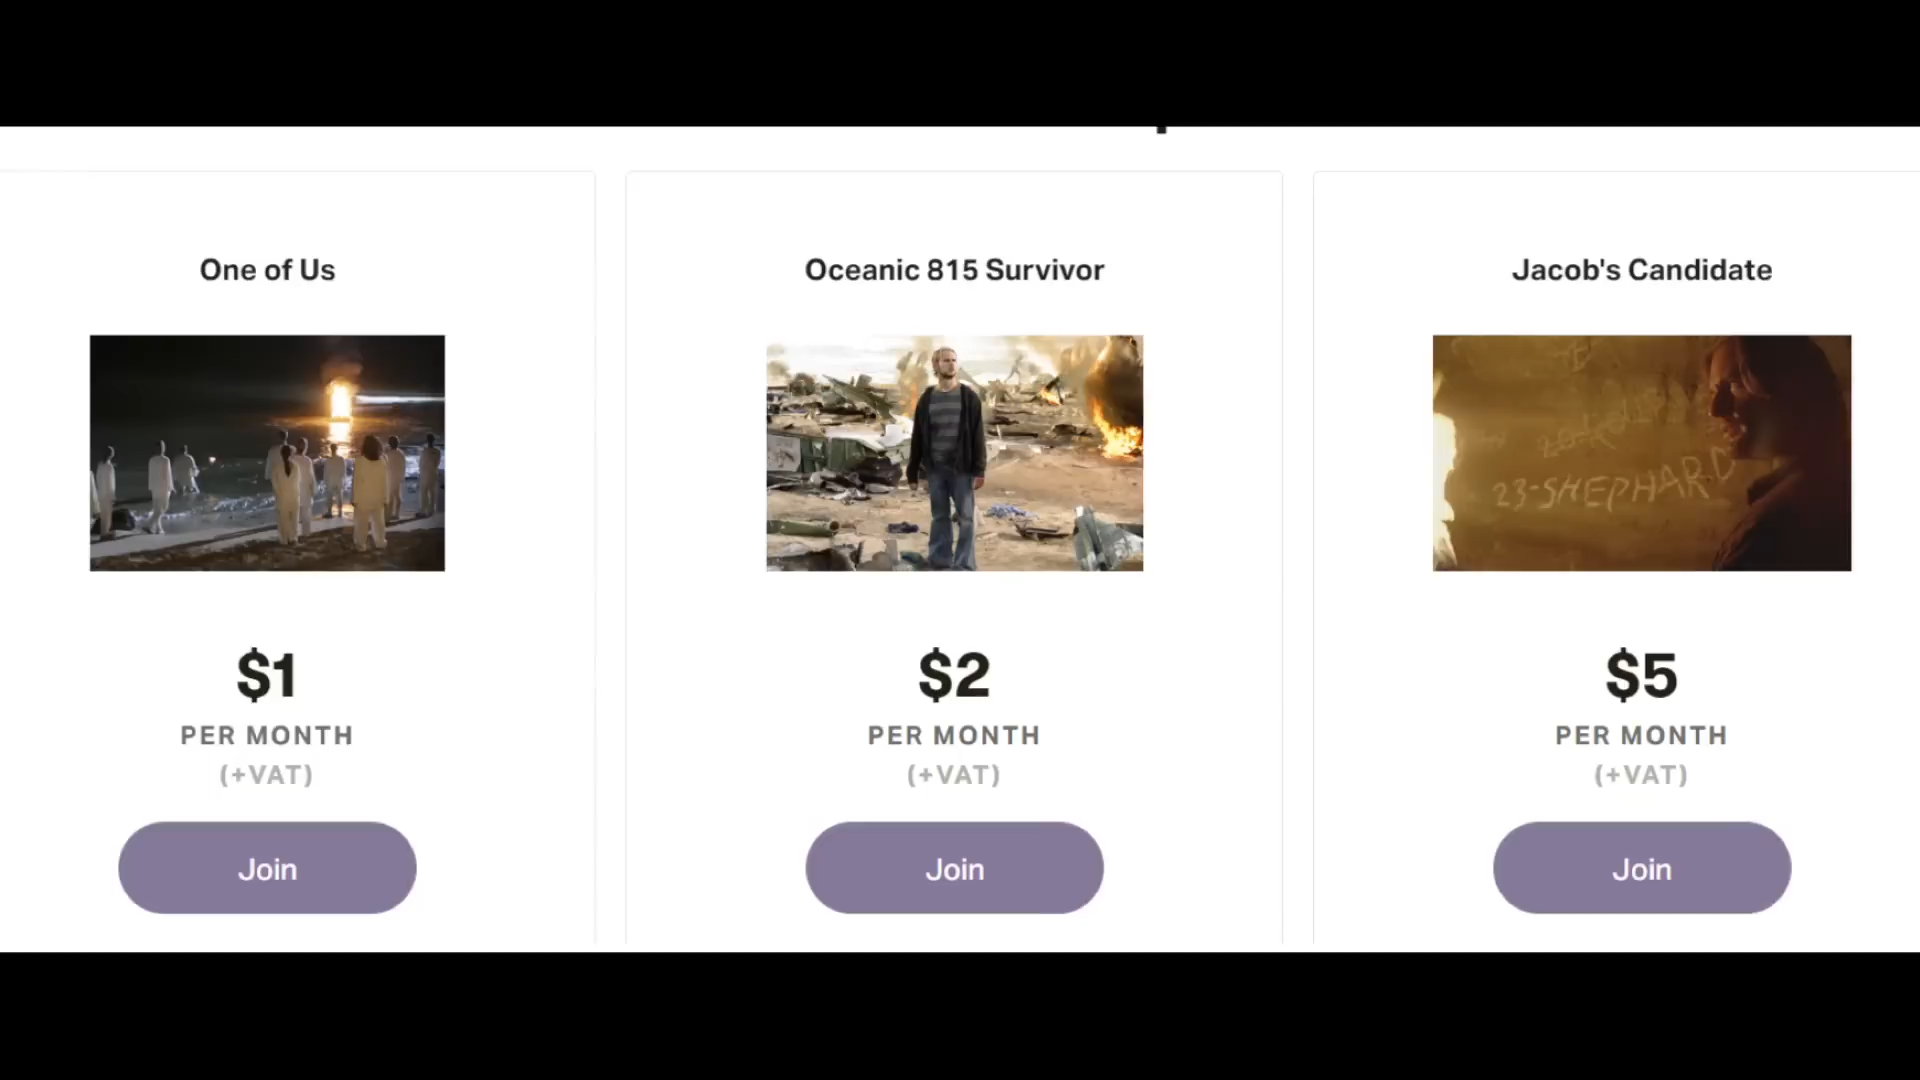 One of Us
Oceanic 815 Survivor
Jacob's Candidate
23-SHEPHARD
$1
PER MONTH
(+VAT)
Join
$2
PER MONTH
(+VAT)
Join
$5
PER MONTH
(+VAT)
Join